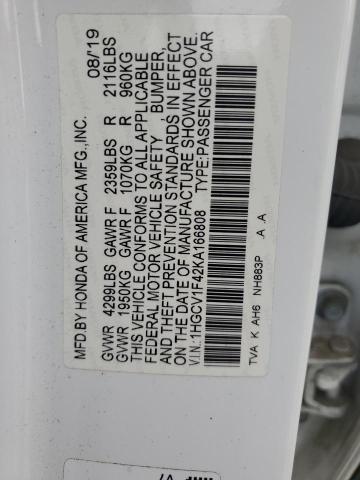 MFD.BY HONDA OF AMERICA MFG.,INC. 08/'19
GVWR 4299LBS GAWR F 2359LBS R 2116LBS
GVWR 1950KG GAWR F 1070KG R 960KG
THIS VEHICLE CONFORMS TO ALL APPLICABLE
FEDERAL MOTOR VEHICLE SAFETY , BUMPER,
AND THEFT PREVENTION STANDARDS IN EFFECT
ON THE DATE OF MANUFACTURE SHOWN ABOVE.
V.I.N.:1HGCV1F42KA166808 TYPE:PASSENGER CAR
TVA K AH6 NH883P .A .A